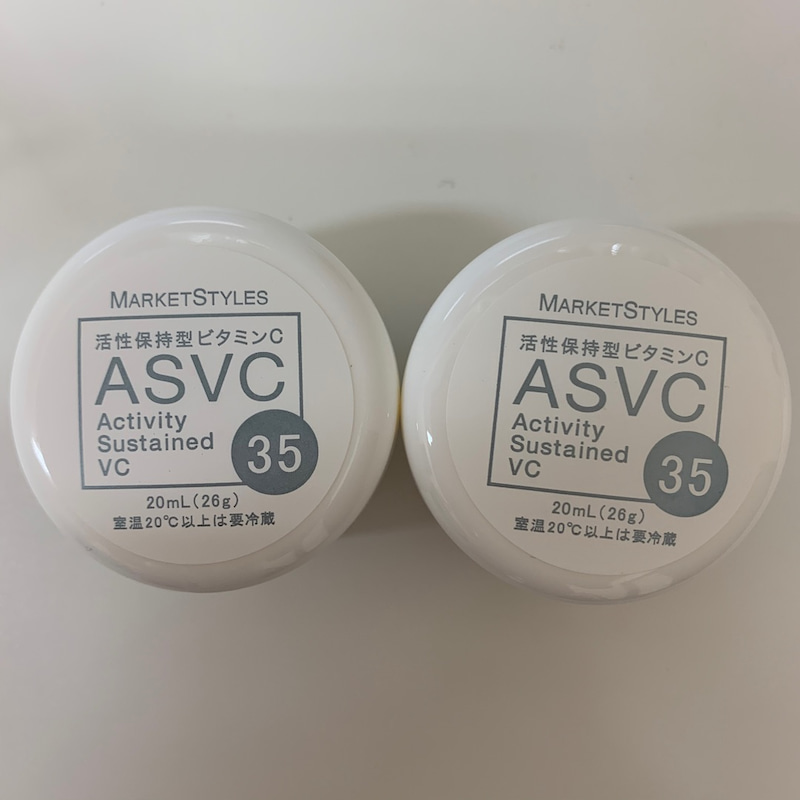 MARKETSTYLES
活性保持型ビタミンC
ASVC
Activity
Sustained
VC
35
20mL(26g)
室温20℃以上は要冷蔵
MARKETSTYLES
活性保持型ビタミンC
ASVC
Activity
Sustained
VC
35
20mL(26g)
室温20℃以上は要冷蔵